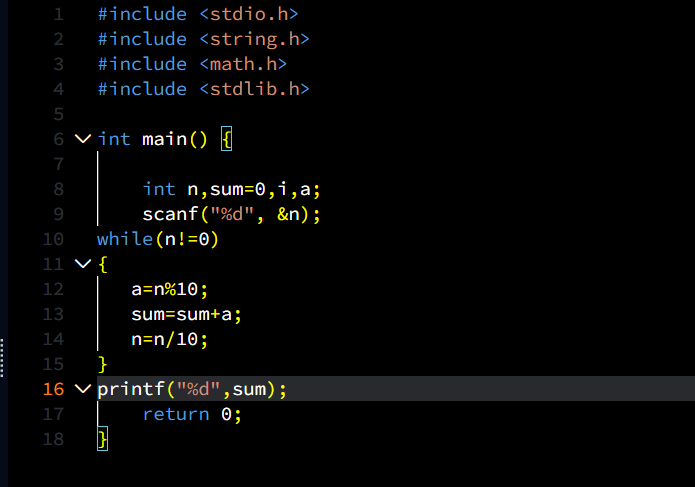 1 #include <stdio.h>
2 #include <string.h>
3 #include <math.h>
4 #include <stdlib.h>
5
6 int main() {
7
8     int n,sum=0,i,a;
9     scanf("%d", &n);
10 while(n!=0)
11 {
12    a=n%10;
13    sum=sum+a;
14    n=n/10;
15 }
16 printf("%d",sum);
17     return 0;
18 }